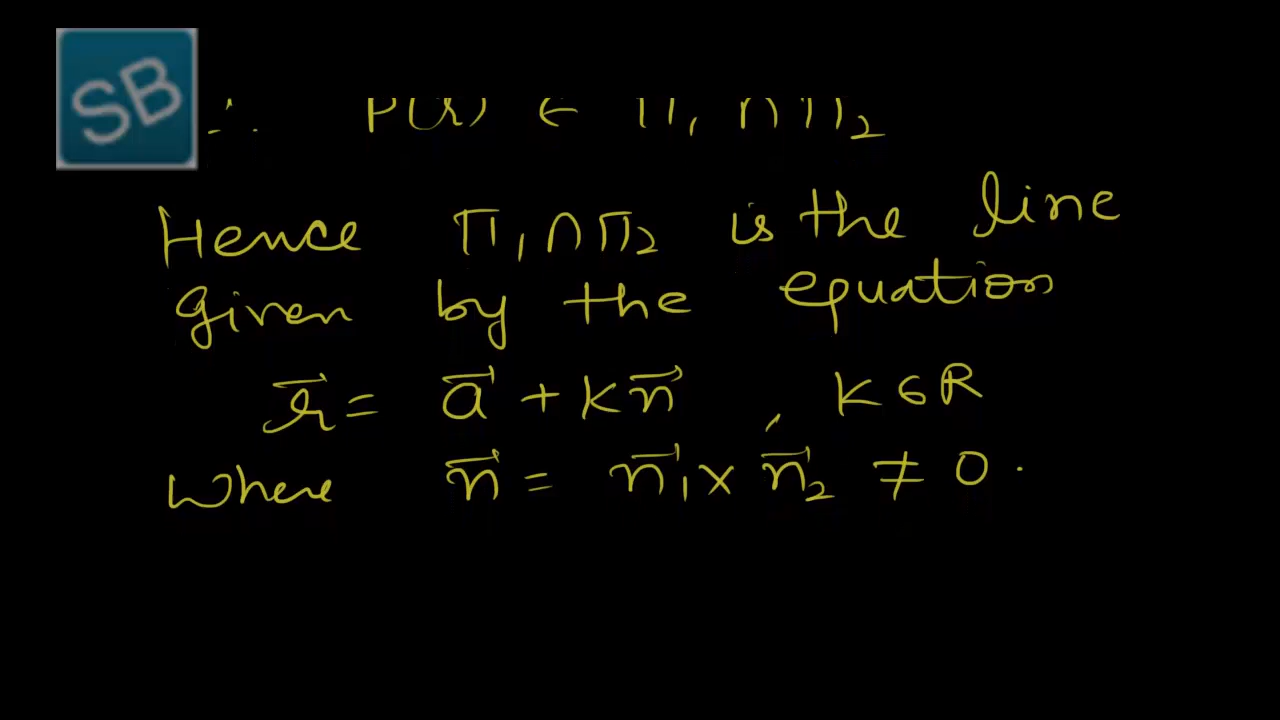 SB
∴ P(r) ∈ Π₁ ∩ Π₂
Hence Π₁ ∩ Π₂ is the line
given by the equation
r⃗ = a⃗ + k n⃗ , k ∈ R
where n⃗ = n⃗₁ × n⃗₂ ≠ 0 .